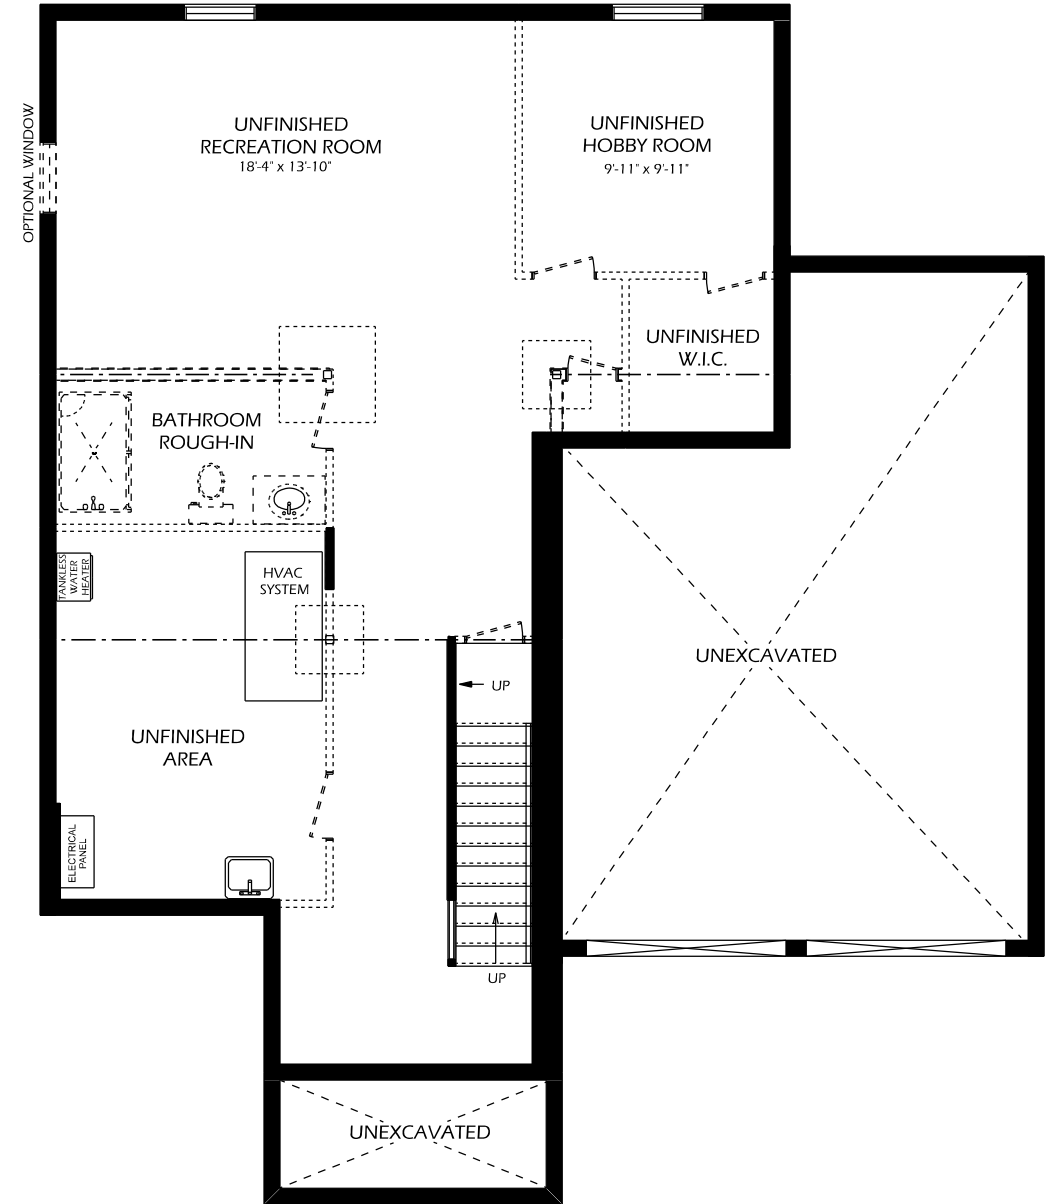 OPTIONAL WINDOW
UNFINISHED
RECREATION ROOM
18'-4" x 13'-10"
UNFINISHED
HOBBY ROOM
9'-11" x 9'-11"
UNFINISHED
W.I.C.
BATHROOM
ROUGH-IN
TANKLESS
WATER
HEATER
HVAC
SYSTEM
UP
UNEXCAVATED
UNFINISHED
AREA
ELECTRICAL
PANEL
UP
UNEXCAVATED